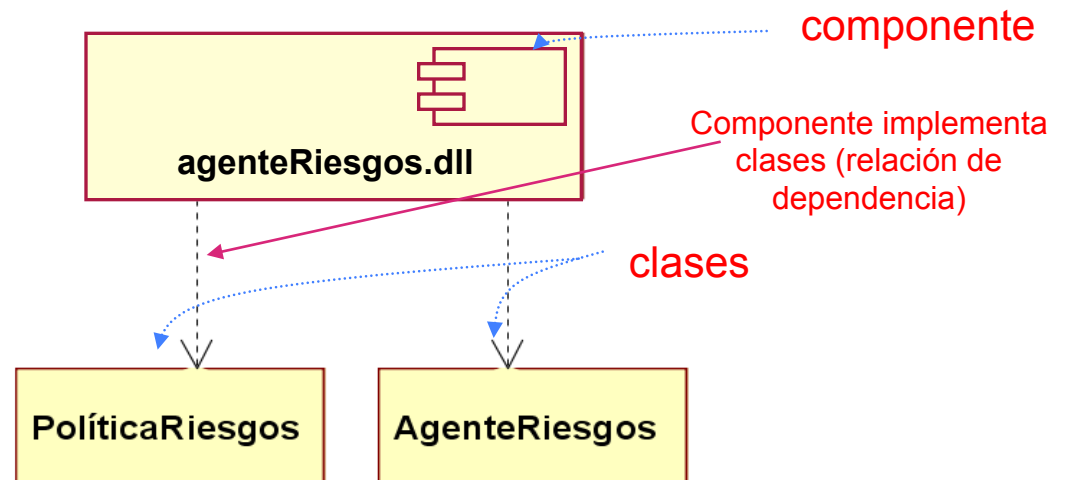 componente
agenteRiesgos.dll
Componente implementa
clases (relación de
dependencia)
clases
PolíticaRiesgos
AgenteRiesgos